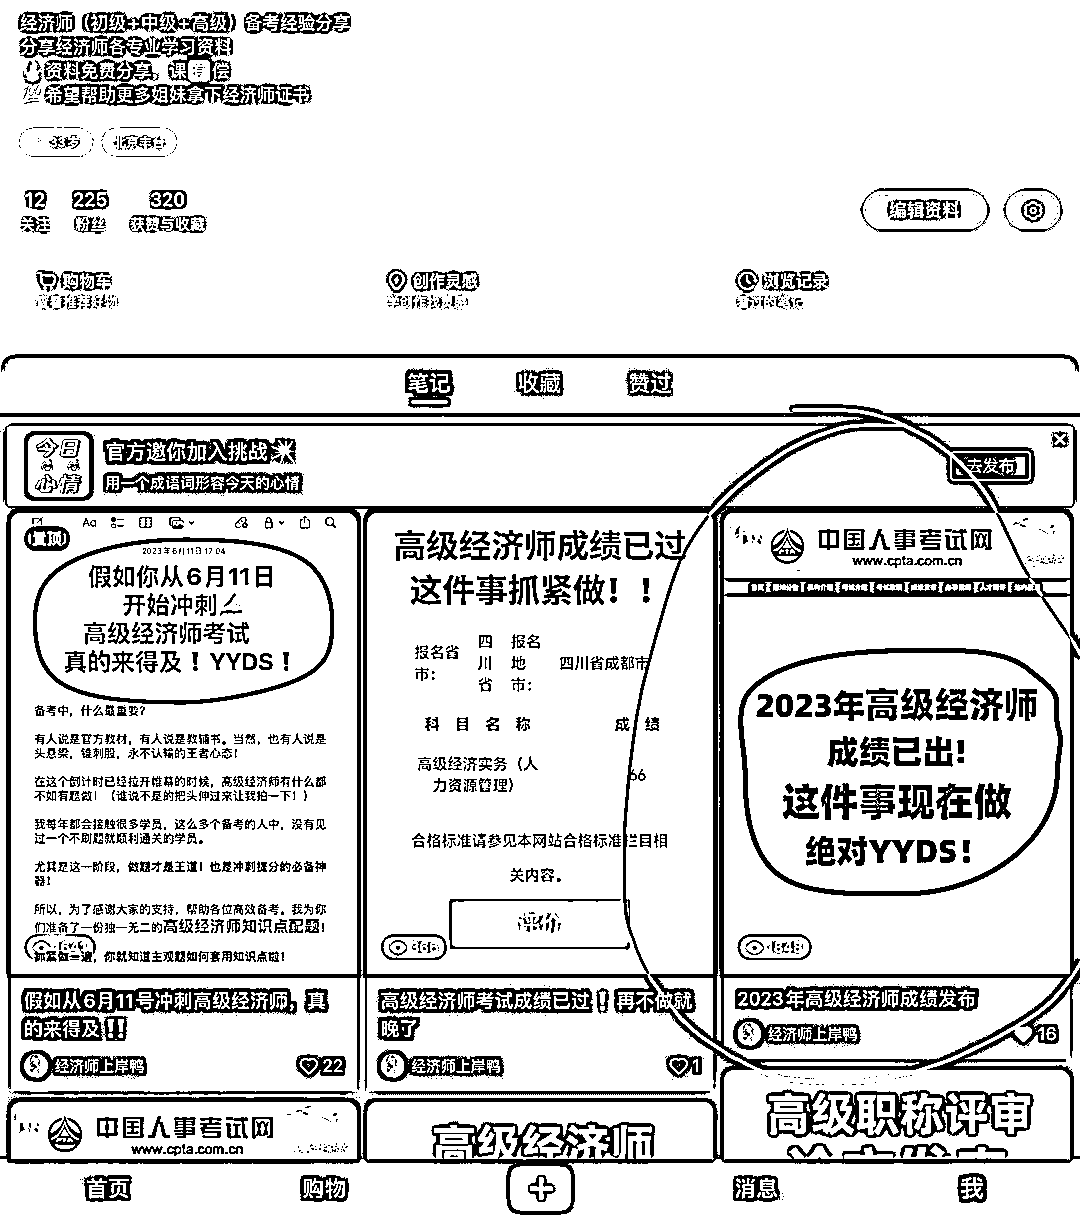 经济师（初级+中级+高级）备考经验分享
分享经济师各专业学习资料
资料免费分享，课 偿
希望帮助更多姐妹拿下经济师证书
33岁
北京丰台
12
225
320
关注
粉丝
获赞与收藏
编辑资料
购物车
创作灵感
浏览记录
查看推荐好物
学创作找灵感
看过的笔记
笔记
收藏
赞过
今日
心情
官方邀你加入挑战
用一个成语词形容今天的心情
去发布
置顶
2023年6月11日 17:04
假如你从6月11日
开始冲刺
高级经济师考试
真的来得及！YYDS！
备考中，什么最重要？
有人说是官方教材，有人说是教辅书。当然，也有人说是
头悬梁，锥刺股，永不认输的王者心态！
在这个倒计时已经拉开帷幕的时候，高级经济师有什么都
不如有题做！（谁说不是的把头伸过来让我拍一下！）
我每年都会接触很多学员，这么多个备考的人中，没有见
过一个不刷题就顺利通关的学员。
尤其是这一阶段，做题才是王道！也是冲刺提分的必备神
器！
所以，为了感谢大家的支持，帮助各位高效备考。我为你
们准备了一份独一无二的高级经济师知识点配题！
你就知道主观题如何套用知识点啦！
假如从6月11号冲刺高级经济师，真
的来得及！！
经济师上岸鸭
22
高级经济师成绩已过
这件事抓紧做！！
报名省市：
四川省
报名地市：
四川省成都市
科目名称
成 绩
高级经济实务（人
力资源管理）
66
合格标准请参见本网站合格标准栏目相
关内容。
高级经济师考试成绩已过！再不做就
晚了
经济师上岸鸭
1
中国人事考试网
www.cpta.com.cn
2023年高级经济师
成绩已出！
这件事现在做
绝对YYDS！
2023年高级经济师成绩发布
经济师上岸鸭
16
中国人事考试网
www.cpta.com.cn
高级经济师
高级职称评审
首页
购物
消息
我